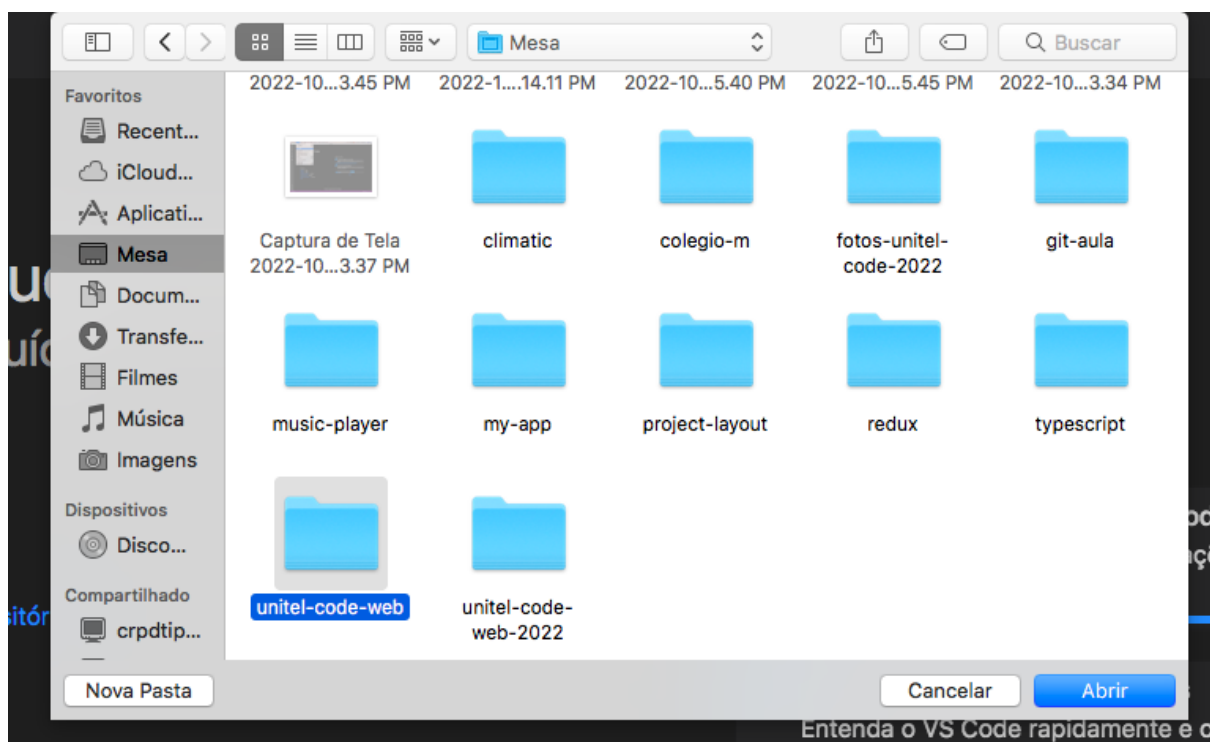 Mesa
Buscar
Favoritos
Recent...
iCloud...
Aplicati...
Mesa
Docum...
Transfe...
Filmes
Música
Imagens
Dispositivos
Disco...
Compartilhado
crpdtip...
2022-10...3.45 PM
2022-1....14.11 PM
2022-10...5.40 PM
2022-10...5.45 PM
2022-10...3.34 PM
Captura de Tela
2022-10...3.37 PM
climatic
colegio-m
fotos-unitel-
code-2022
git-aula
music-player
my-app
project-layout
redux
typescript
unitel-code-web
unitel-code-
web-2022
Nova Pasta
Cancelar
Abrir
Entenda o VS Code rapidamente e